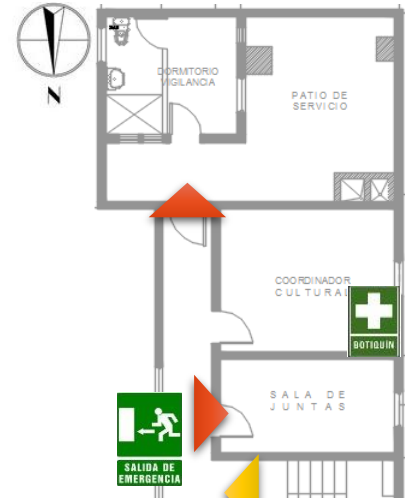 N
DORMITORIO
VIGILANCIA
PATIO DE
SERVICIO
COORDINADOR
CULTURAL
BOTIQUÍN
SALA DE
JUNTAS
SALIDA DE
EMERGENCIA